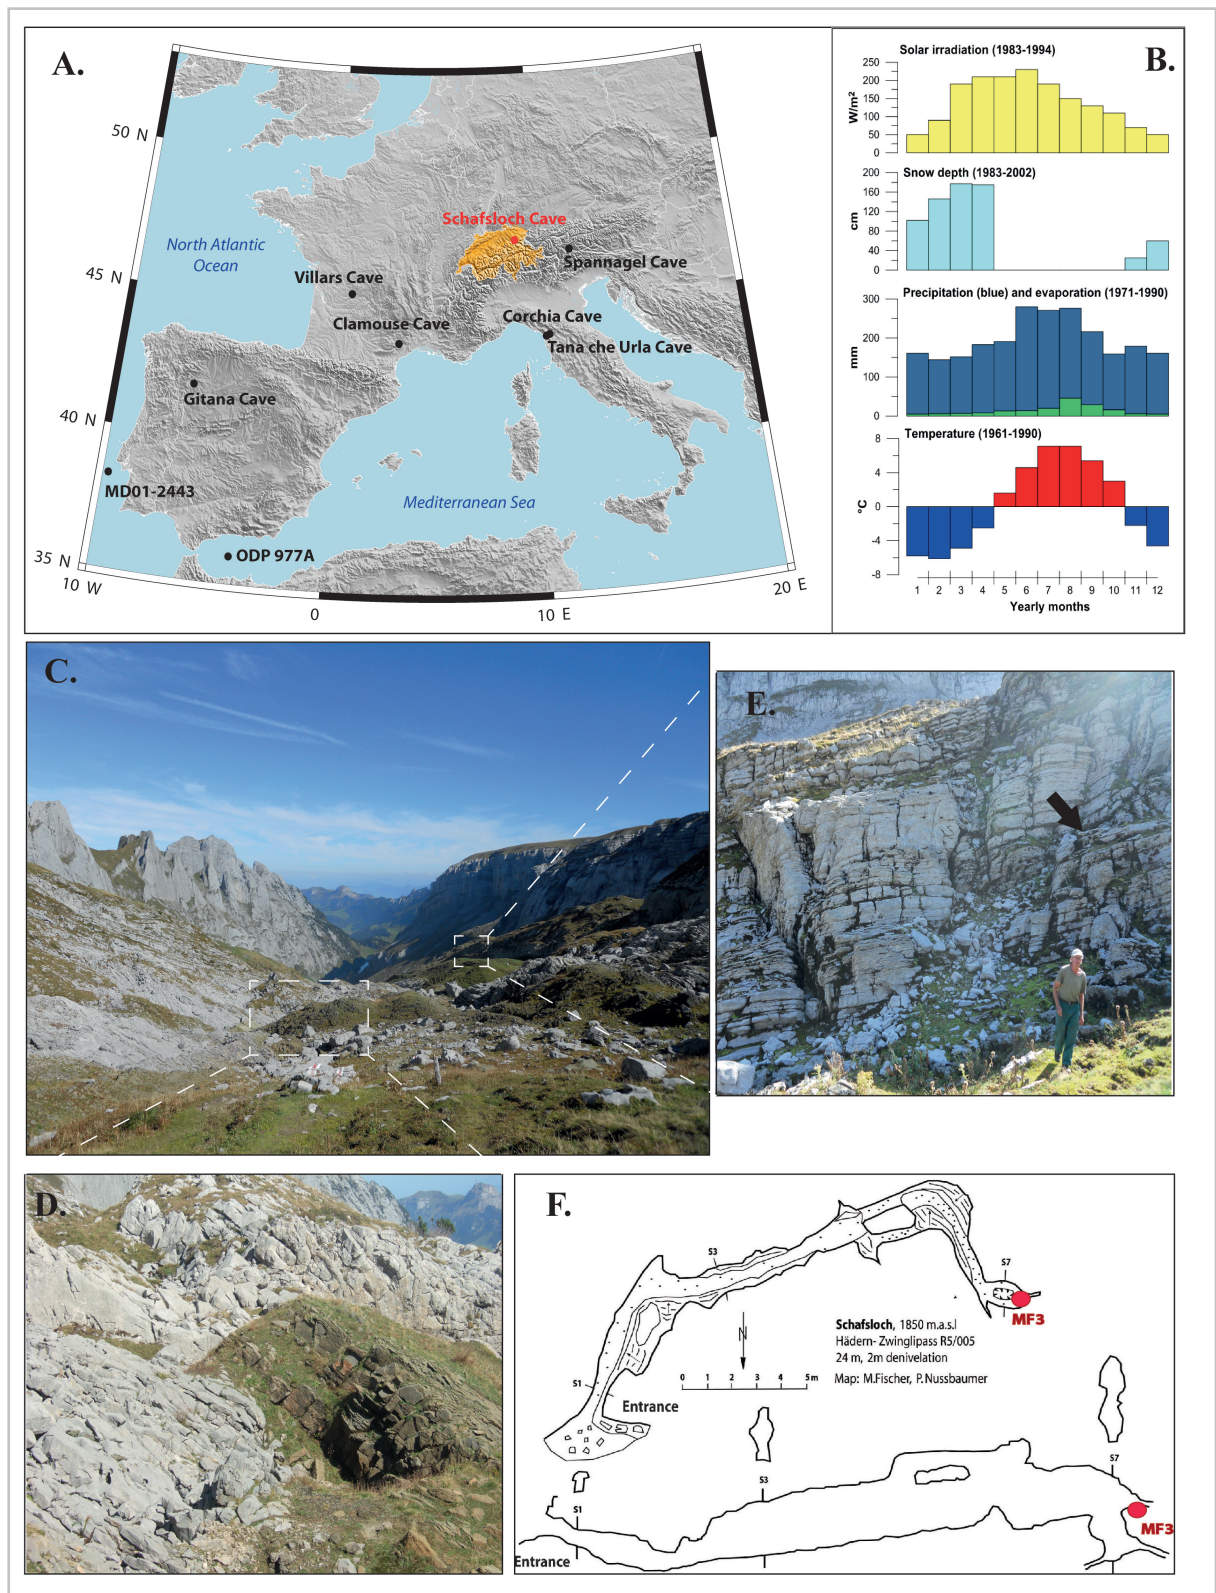 A.
50 N
45 N
40 N
35 N
10 W
0
10 E
20 E
North Atlantic
Ocean
Schafsloch Cave
Spannagel Cave
Villars Cave
Clamouse Cave
Corchia Cave
Tana che Urla Cave
Gitana Cave
MD01-2443
Mediterranean Sea
ODP 977A
B.
Solar irradiation (1983-1994)
W/m²
250
200
150
100
50
0
Snow depth (1983-2002)
cm
200
160
120
80
40
0
Precipitation (blue) and evaporation (1971-1990)
mm
300
200
100
0
Temperature (1961-1990)
°C
8
4
0
-4
-8
1 2 3 4 5 6 7 8 9 10 11 12
Yearly months
C.
E.
D.
F.
S3
S7
MF3
N
Schafsloch, 1850 m.a.s.l
Hädern- Zwinglipass R5/005
24 m, 2m denivelation
Map: M.Fischer, P.Nussbaumer
0 1 2 3 4 5m
S1
Entrance
S3
S7
S1
MF3
Entrance